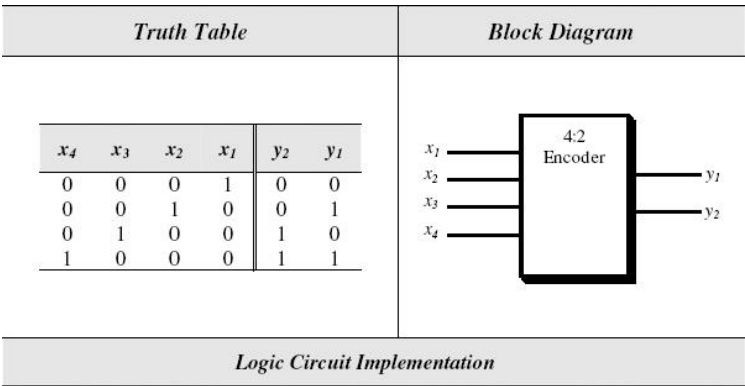 Truth Table
Block Diagram
x4 x3 x2 x1 y2 y1
0 0 0 1 0 0
0 0 1 0 0 1
0 1 0 0 1 0
1 0 0 0 1 1
4:2
Encoder
x1
x2
x3
x4
y1
y2
Logic Circuit Implementation